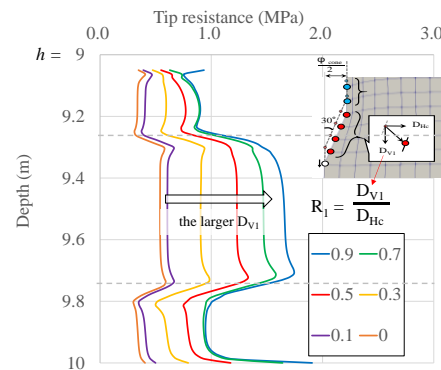 Tip resistance (MPa)
0.0 1.0 2.0 3.0
h = 9
9.2
9.4
9.6
9.8
10
Depth (m)
φcone
2
30°
DHc
DV1
the larger DV1
R1 = DV1
DHc
0.9 0.7
0.5 0.3
0.1 0